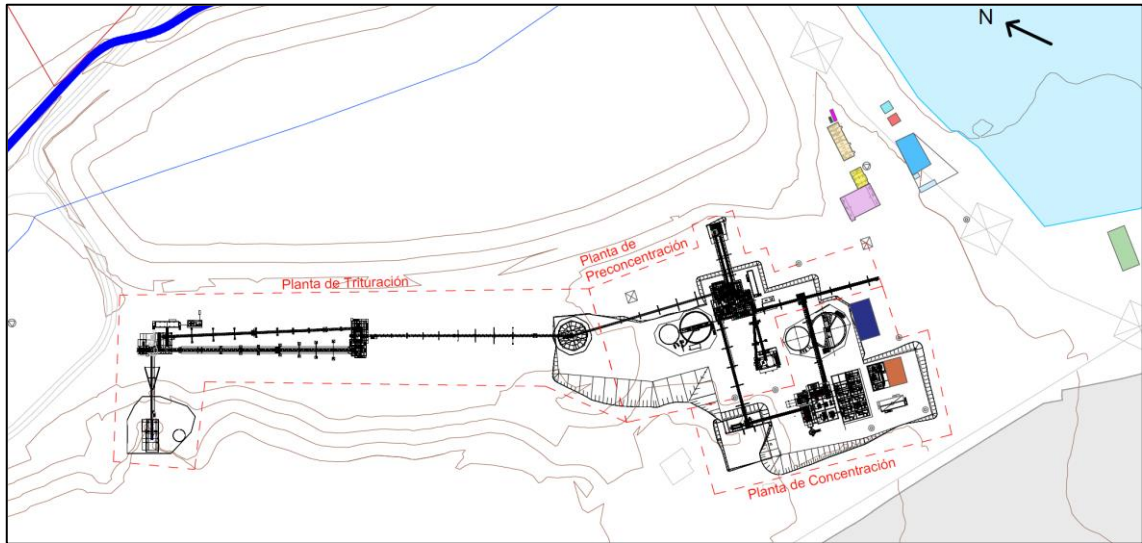 N
Planta de
Preconcentración
Planta de Trituración
Planta de Concentración